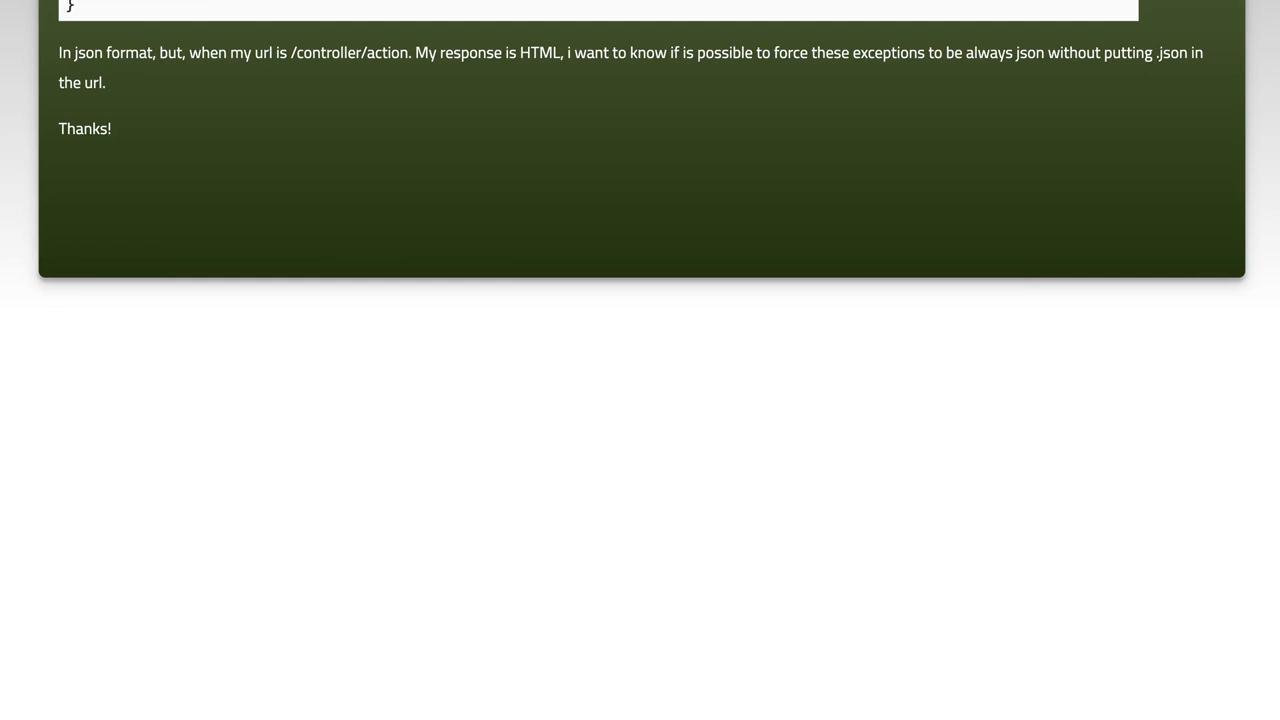 }
In json format, but, when my url is /controller/action. My response is HTML, i want to know if is possible to force these exceptions to be always json without putting .json in
the url.
Thanks!